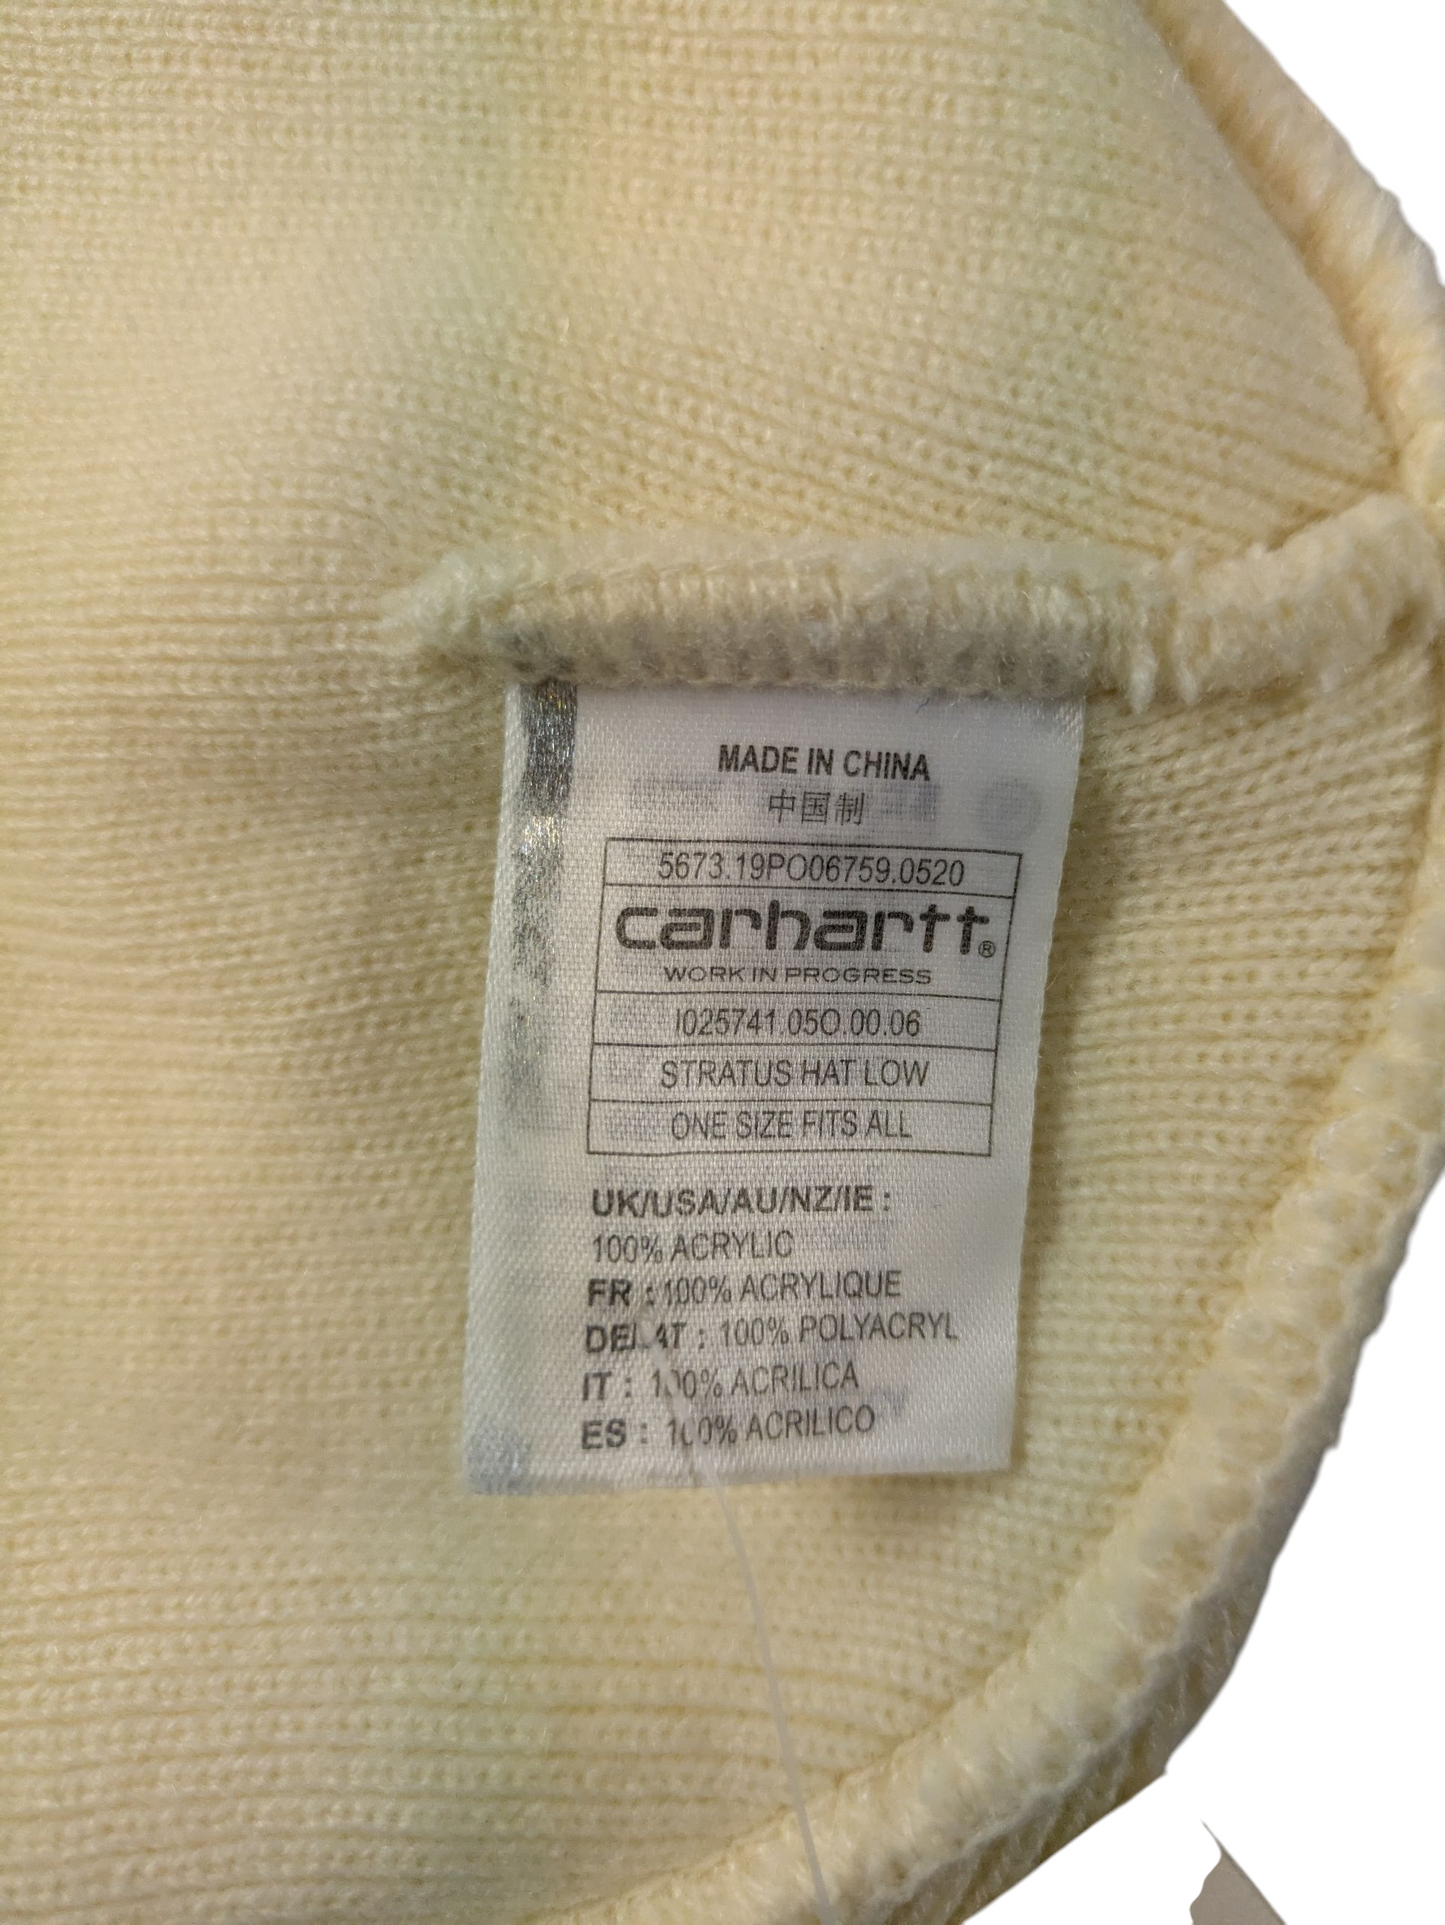 MADE IN CHINA
中国制
5673.19PO06759.0520
carhartt®
WORK IN PROGRESS
I025741.05O.00.06
STRATUS HAT LOW
ONE SIZE FITS ALL
UK/USA/AU/NZ/IE :
100% ACRYLIC
FR : 100% ACRYLIQUE
DE/AT : 100% POLYACRYL
IT : 100% ACRILICA
ES : 100% ACRILICO